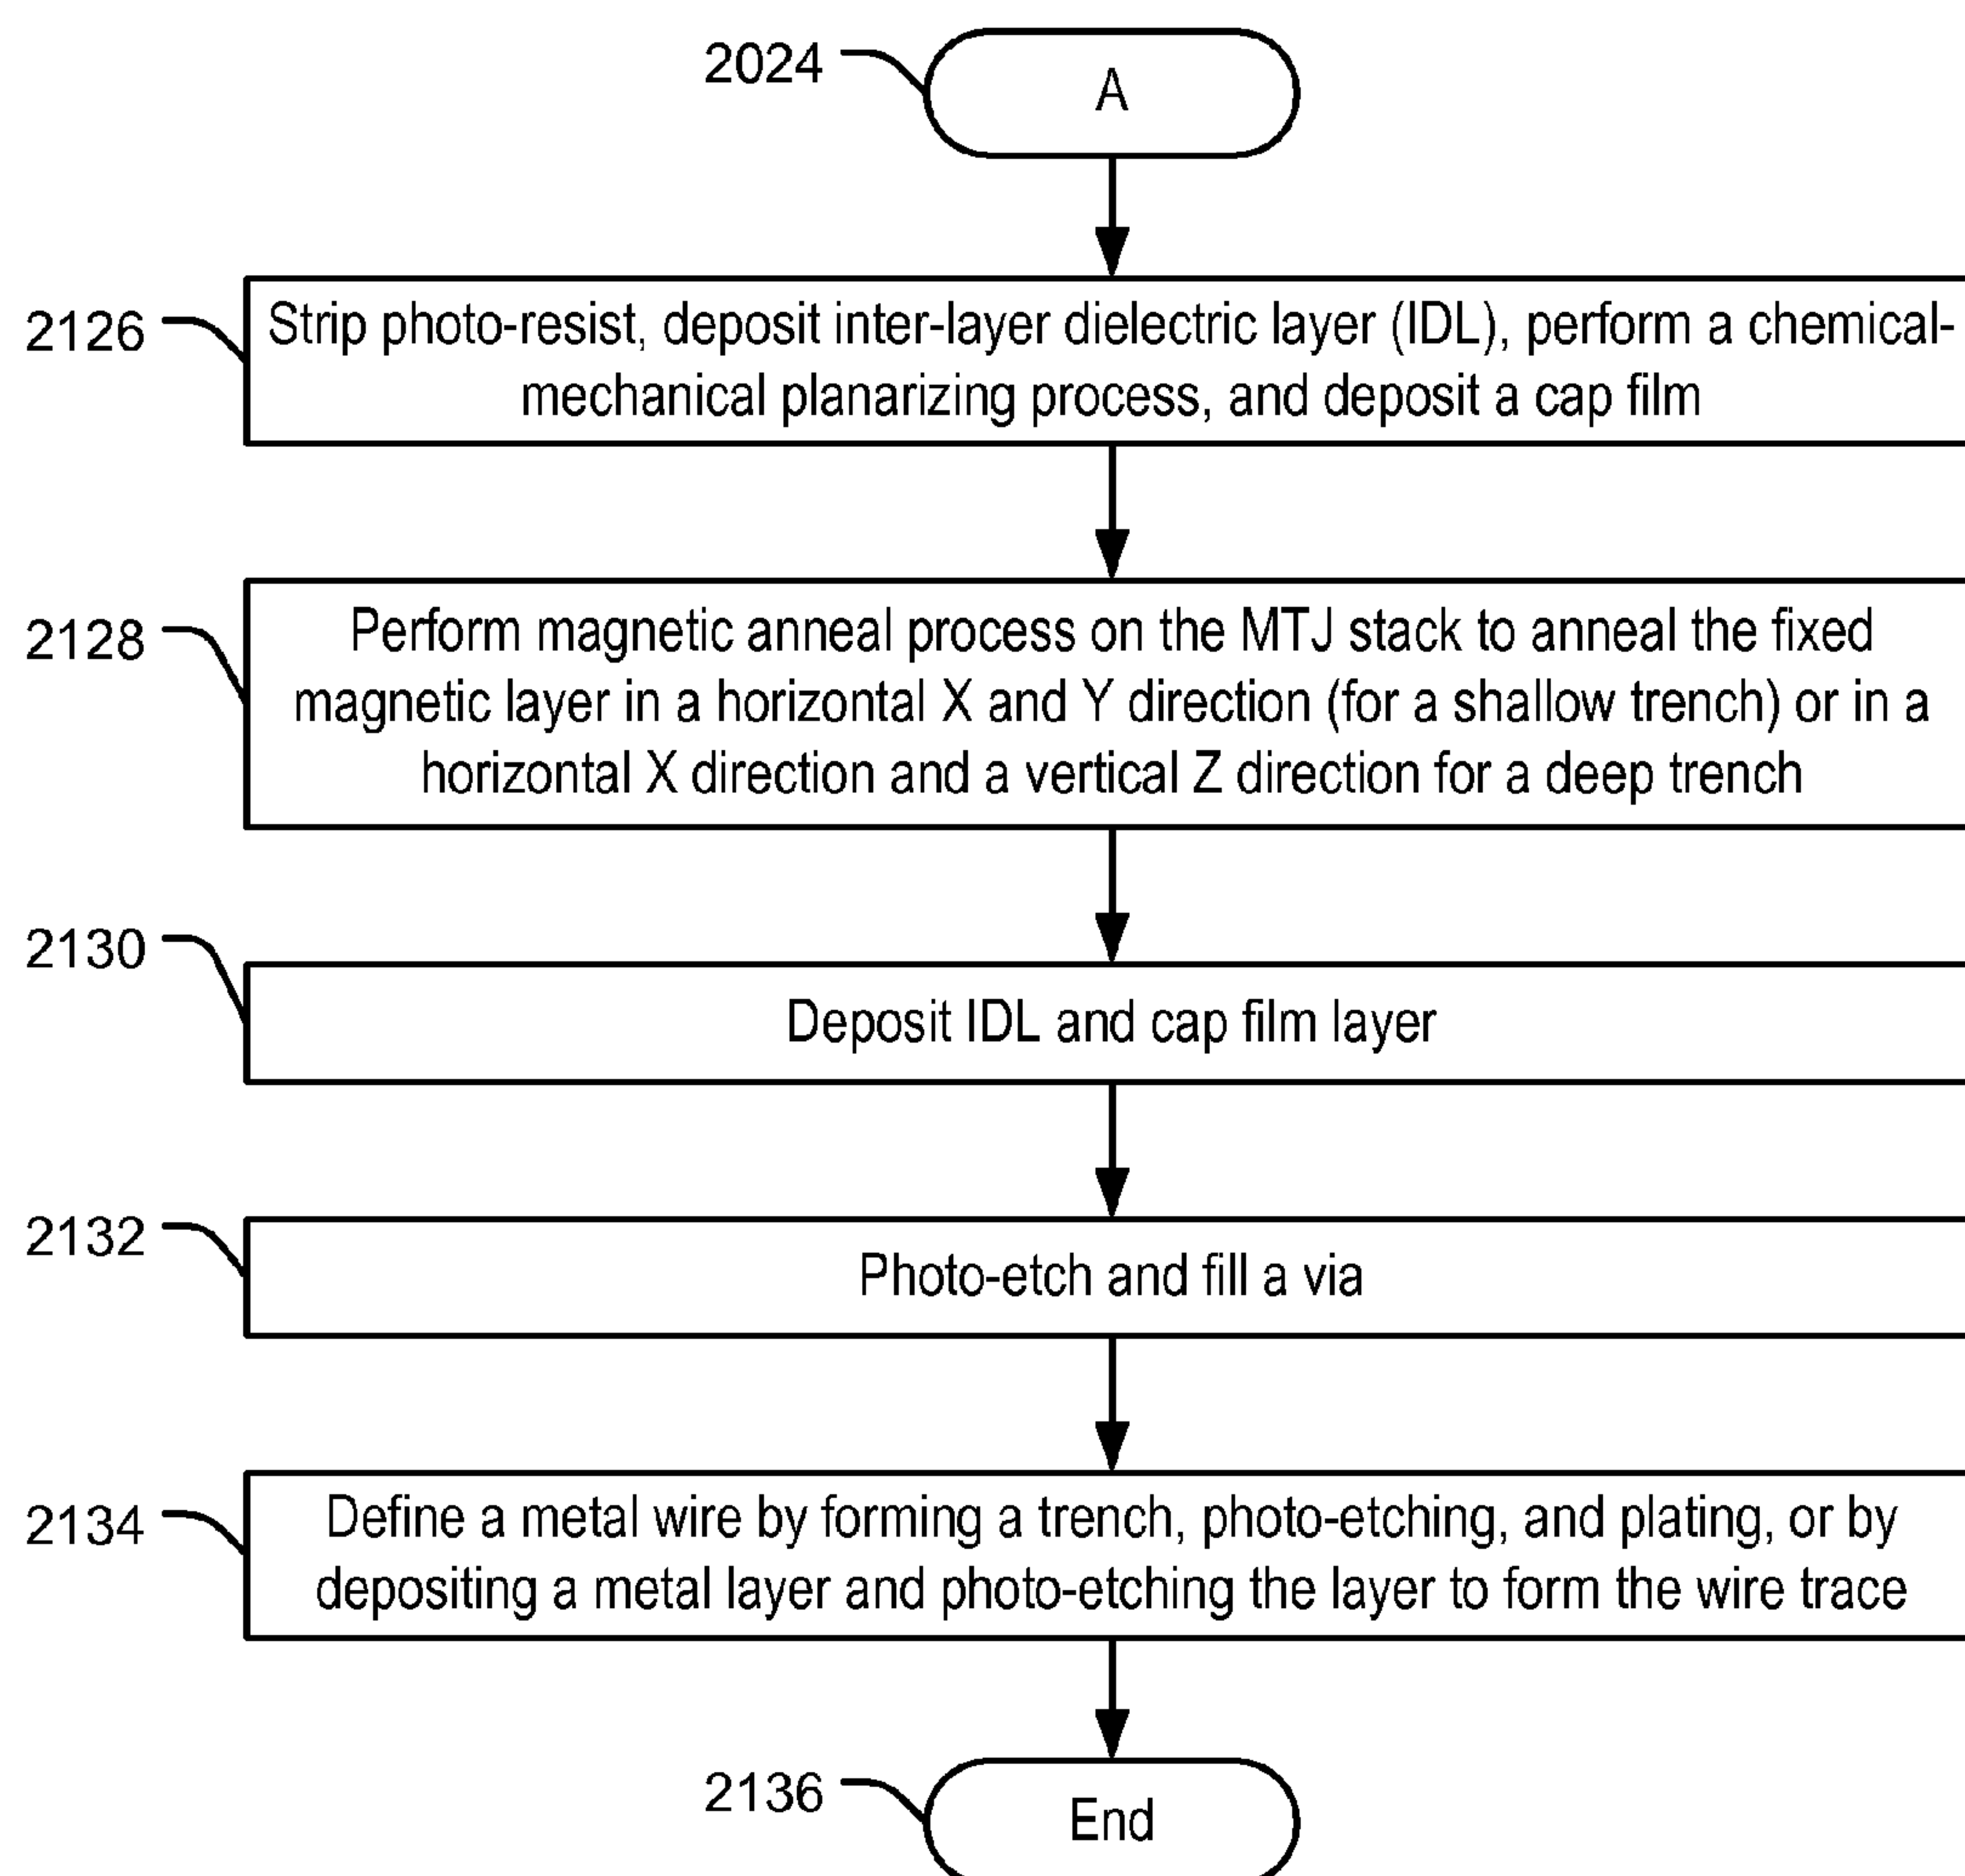 2024
A
2126
Strip photo-resist, deposit inter-layer dielectric layer (IDL), perform a chemical-
mechanical planarizing process, and deposit a cap film
2128
Perform magnetic anneal process on the MTJ stack to anneal the fixed
magnetic layer in a horizontal X and Y direction (for a shallow trench) or in a
horizontal X direction and a vertical Z direction for a deep trench
2130
Deposit IDL and cap film layer
2132
Photo-etch and fill a via
2134
Define a metal wire by forming a trench, photo-etching, and plating, or by
depositing a metal layer and photo-etching the layer to form the wire trace
2136
End